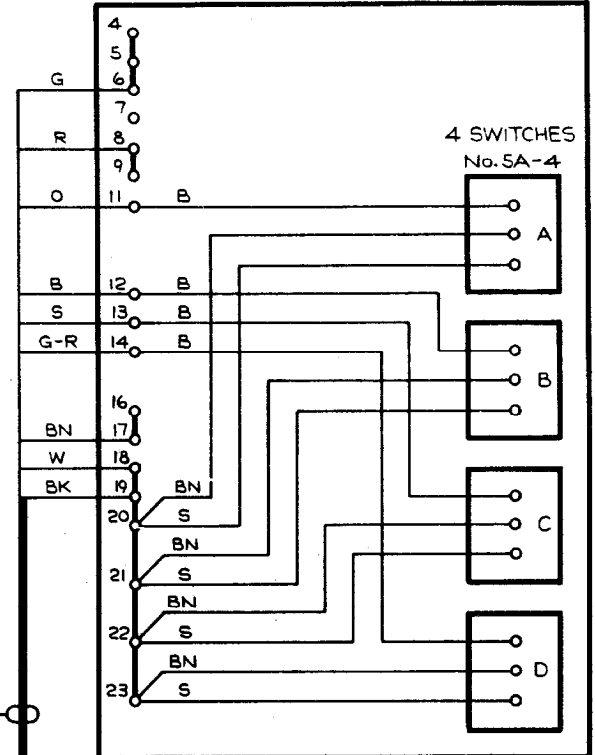 4
5
G 6
7
R 8
9
4 SWITCHES
No. 5A-4
O 11 B
A
B 12 B
S 13 B
G-R 14 B
B
16
BN 17
W 18
BK 19 BN
20 S
C
BN
21 S
BN
22 S
BN
D
23 S